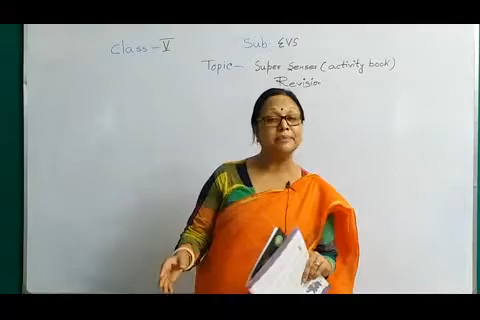 Class - V
Sub- EVS
Topic - Super Senses (activity book)
Revision